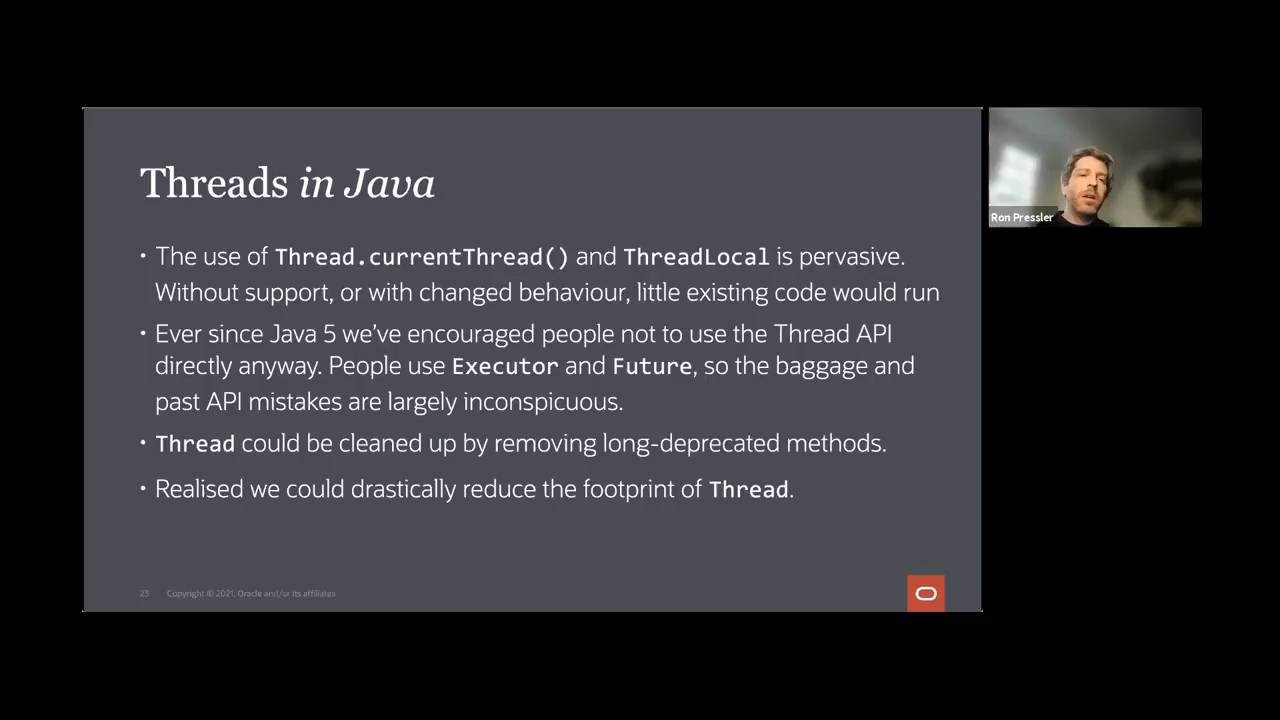 Threads in Java
• The use of Thread.currentThread() and ThreadLocal is pervasive.
Without support, or with changed behaviour, little existing code would run
• Ever since Java 5 we’ve encouraged people not to use the Thread API
directly anyway. People use Executor and Future, so the baggage and
past API mistakes are largely inconspicuous.
• Thread could be cleaned up by removing long-deprecated methods.
• Realised we could drastically reduce the footprint of Thread.
23 Copyright © 2021, Oracle and/or its affiliates
Ron Pressler